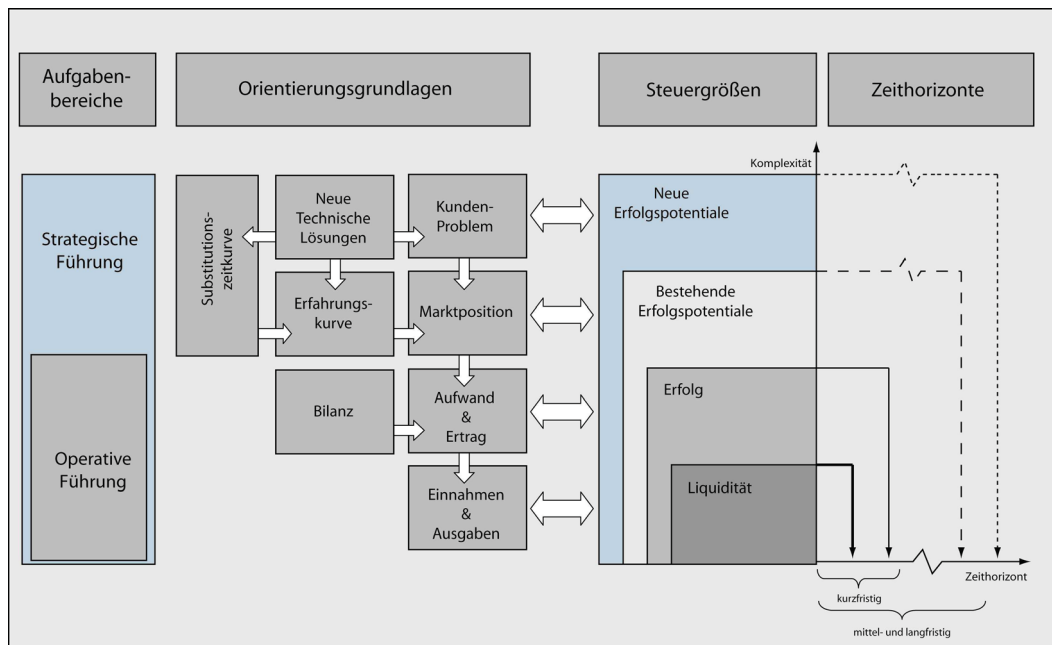 Aufgaben-
bereiche
Orientierungsgrundlagen
Steuergrößen
Zeithorizonte
Strategische
Führung
Operative
Führung
Substitutions-
zeitkurve
Neue
Technische
Lösungen
Kunden-
Problem
Erfahrungs-
kurve
Marktposition
Bilanz
Aufwand
&
Ertrag
Einnahmen
&
Ausgaben
Komplexität
Neue
Erfolgspotentiale
Bestehende
Erfolgspotentiale
Erfolg
Liquidität
Zeithorizont
kurzfristig
mittel- und langfristig